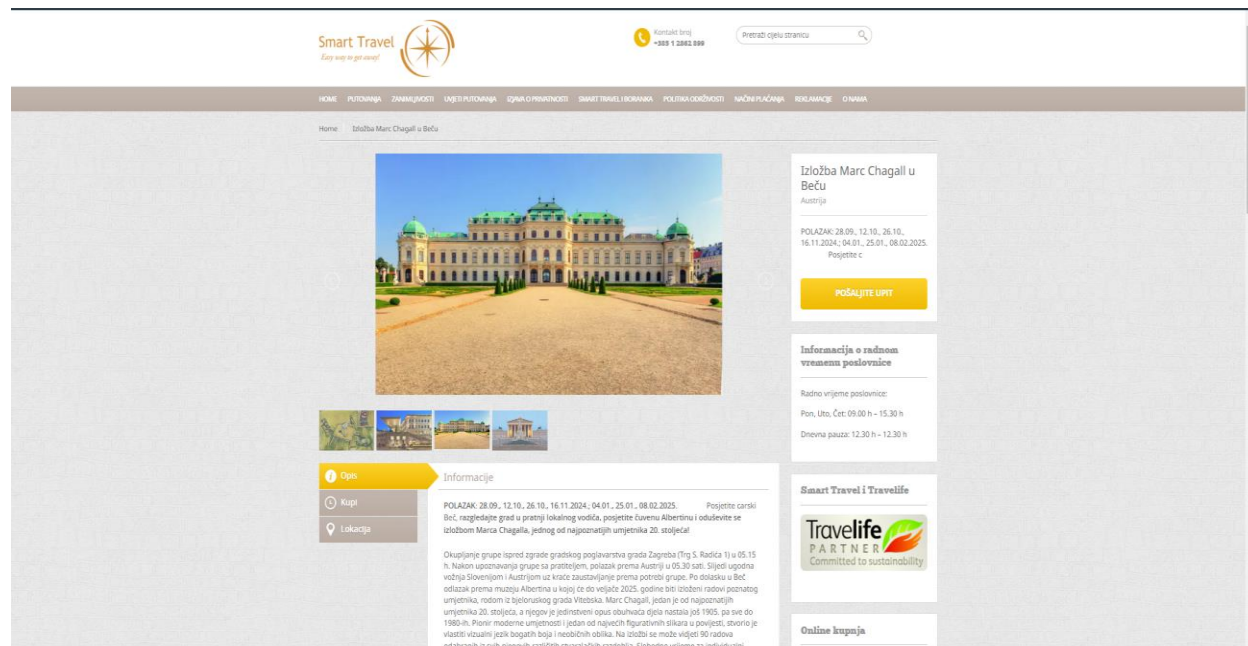 Smart Travel
Easy way to get away!
Kontakt broj
+385 1 2862 899
Pretraži cijelu stranicu
HOME PUTOVANJA ZANIMLJIVOSTI UVJETI PUTOVANJA IZJAVA O PRIVATNOSTI SMART TRAVEL I BORANKA POLITIKA ODRŽIVOSTI NAČINI PLAĆANJA REKLAMACIJE O NAMA
Home Izložba Marc Chagall u Beču
Izložba Marc Chagall u
Beču
Austrija
POLAZAK: 28.09., 12.10., 26.10.,
16.11.2024.; 04.01., 25.01., 08.02.2025.
Posjetite c
POŠALJITE UPIT
Informacija o radnom
vremenu poslovnice
Radno vrijeme poslovnice:
Pon, Uto, Čet: 09.00 h – 15.30 h
Dnevna pauza: 12.30 h – 12.30 h
Smart Travel i Travelife
Travelife
PARTNER
Committed to sustainability
Online kupnja
Opis
Kupi
Lokacija
Informacije
POLAZAK: 28.09., 12.10., 26.10., 16.11.2024.; 04.01., 25.01., 08.02.2025. Posjetite carski
Beč, razgledajte grad u pratnji lokalnog vodiča, posjetite čuvenu Albertinu i oduševite se
izložbom Marca Chagalla, jednog od najpoznatijih umjetnika 20. stoljeća!
Okupljanje grupe ispred zgrade gradskog poglavarstva grada Zagreba (Trg S. Radića 1) u 05.15
h. Nakon upoznavanja grupe sa pratiteljem, polazak prema Austriji u 05.30 sati. Slijedi ugodna
vožnja Slovenijom i Austrijom uz kraće zaustavljanje prema potrebi grupe. Po dolasku u Beč
odlazak prema muzeju Albertina u kojoj će do veljače 2025. godine biti izloženi radovi poznatog
umjetnika, rodom iz bjeloruskog grada Vitebska. Marc Chagall, jedan je od najpoznatijih
umjetnika 20. stoljeća, a njegov je jedinstveni opus obuhvaća djela nastala još 1905. pa sve do
1980-ih. Pionir moderne umjetnosti i jedan od najvećih figurativnih slikara u povijesti, stvorio je
vlastiti vizualni jezik bogatih boja i neobičnih oblika. Na izložbi se može vidjeti 90 radova
odabranih iz svih njegovih različitih stvaralačkih razdoblja. Slobodno vrijeme za individualni